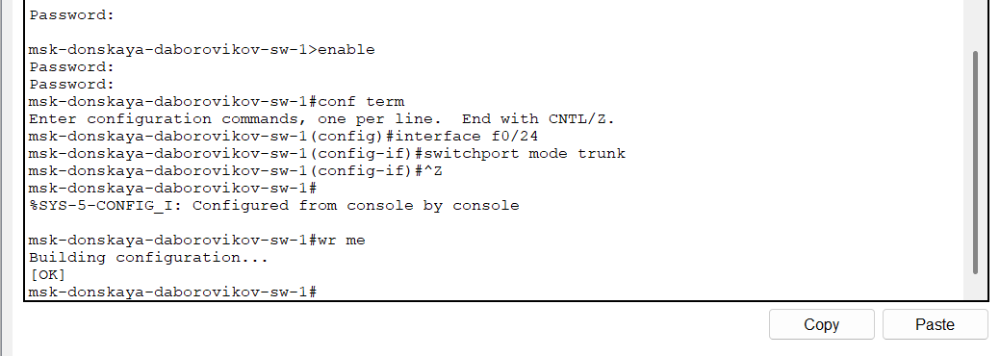 Password:
msk-donskaya-daborovikov-sw-1>enable
Password:
Password:
msk-donskaya-daborovikov-sw-1#conf term
Enter configuration commands, one per line.  End with CNTL/Z.
msk-donskaya-daborovikov-sw-1(config)#interface f0/24
msk-donskaya-daborovikov-sw-1(config-if)#switchport mode trunk
msk-donskaya-daborovikov-sw-1(config-if)#^Z
msk-donskaya-daborovikov-sw-1#
%SYS-5-CONFIG_I: Configured from console by console
msk-donskaya-daborovikov-sw-1#wr me
Building configuration...
[OK]
msk-donskaya-daborovikov-sw-1#
Copy Paste